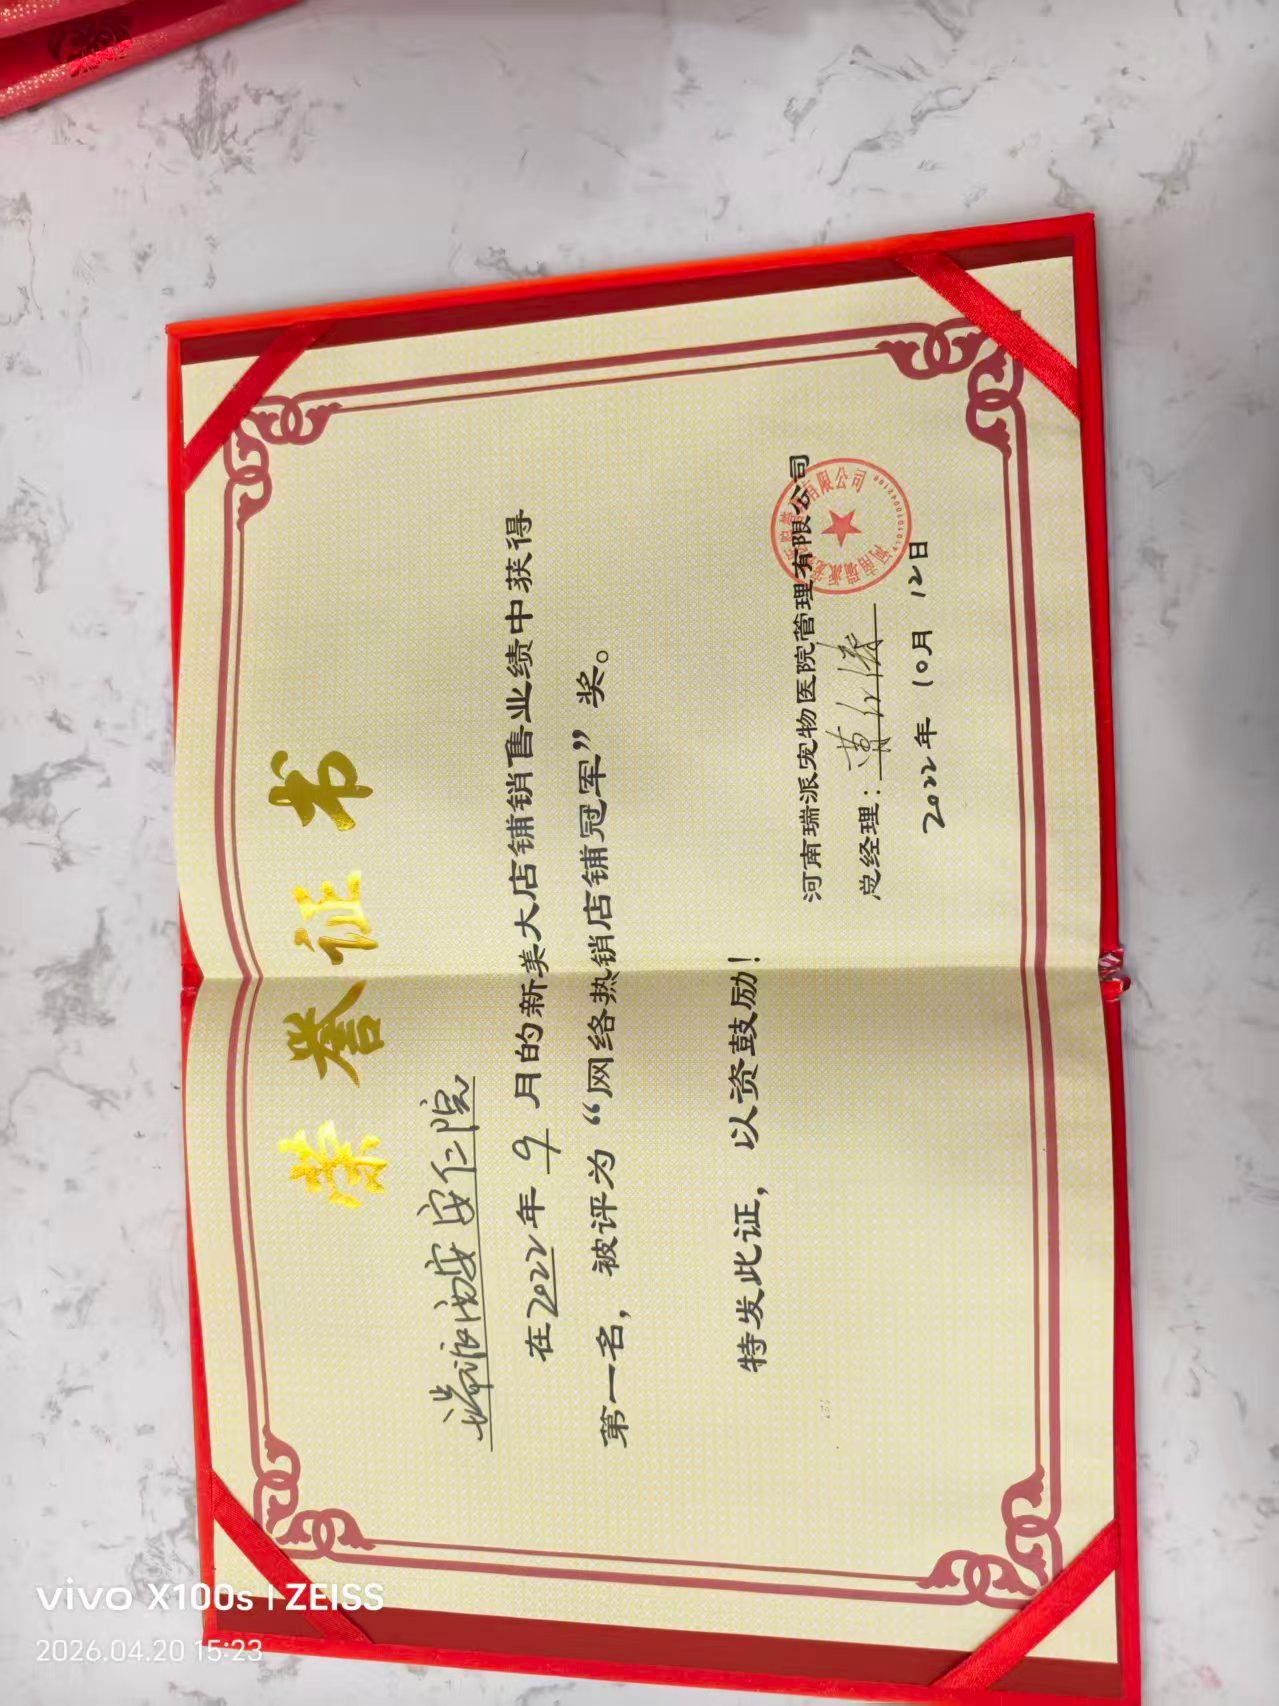 荣誉证书
瑞派鸿安安仁院
在2022年 9 月的新美大店铺销售业绩中获得
第一名，被评为“网络热销店铺冠军”奖。
特发此证，以资鼓励！
河南瑞派宠物医院管理有限公司
总经理：
2022年 10月 12日
vivo X100s | ZEISS
2026.04.20 15:23